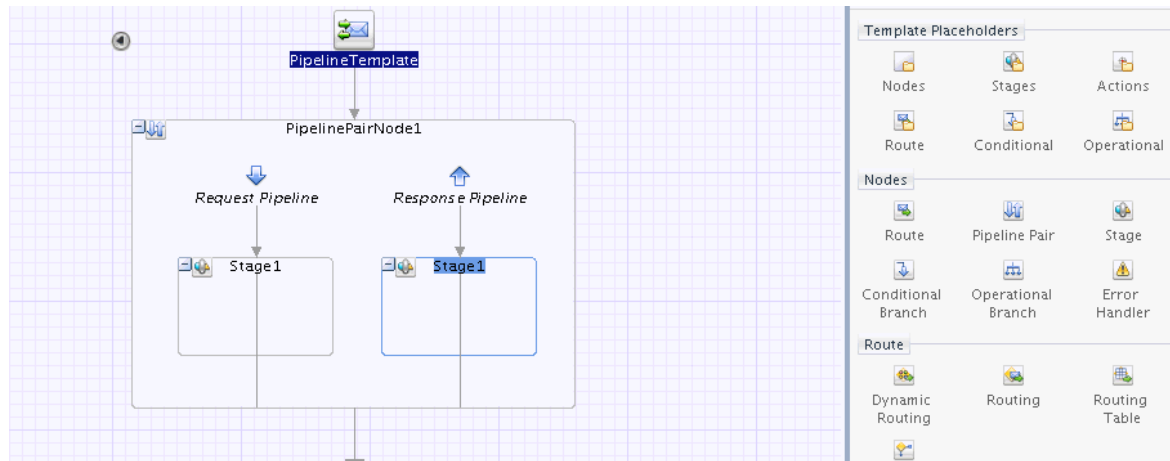 PipelineTemplate
PipelinePairNode1
Request Pipeline
Response Pipeline
Stage1
Stage1
Template Placeholders
Nodes
Stages
Actions
Route
Conditional
Operational
Nodes
Route
Pipeline Pair
Stage
Conditional
Branch
Operational
Branch
Error
Handler
Route
Dynamic
Routing
Routing
Routing
Table